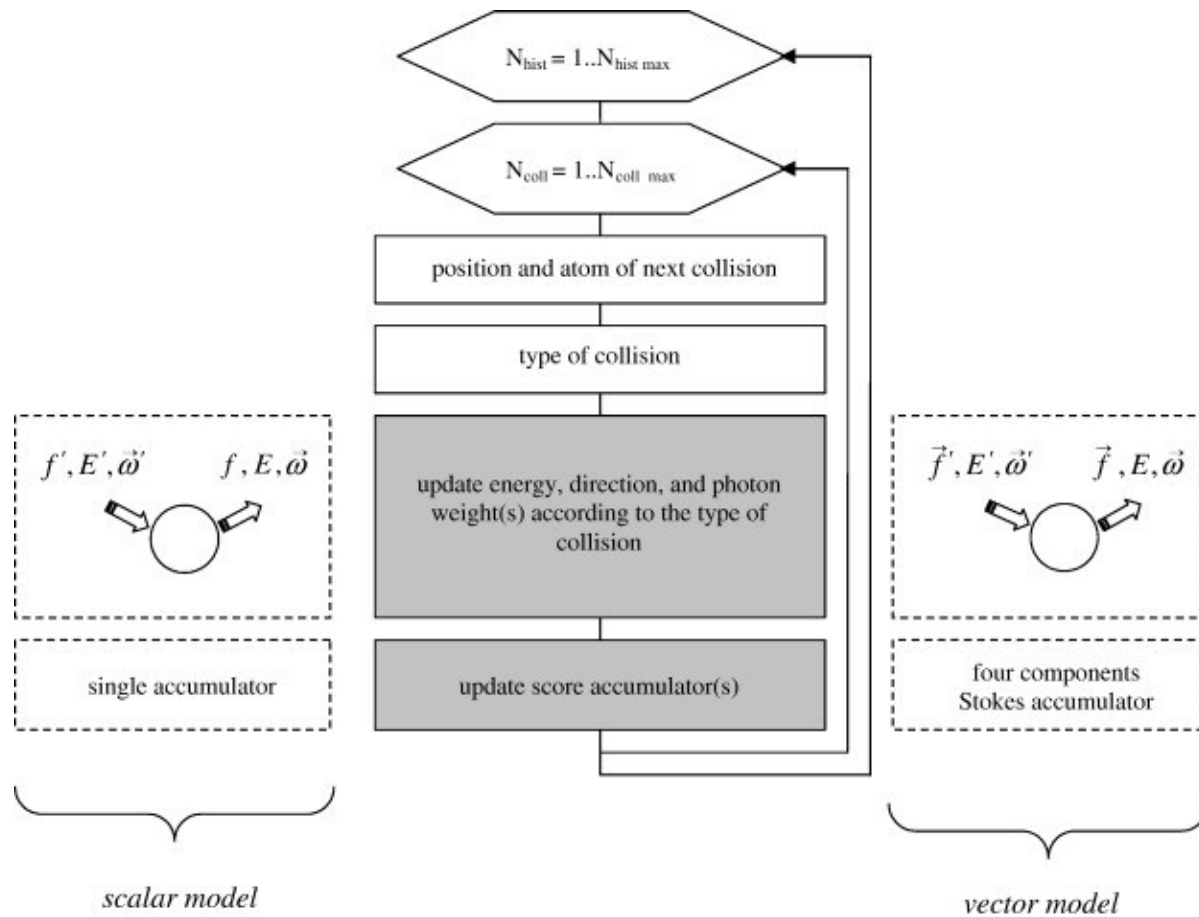 N_hist = 1..N_hist max
N_coll = 1..N_coll max
position and atom of next collision
type of collision
f', E', ω⃗' f, E, ω⃗
update energy, direction, and photon
weight(s) according to the type of
collision
f⃗', E', ω⃗' f⃗, E, ω⃗
single accumulator
update score accumulator(s)
four components
Stokes accumulator
scalar model
vector model